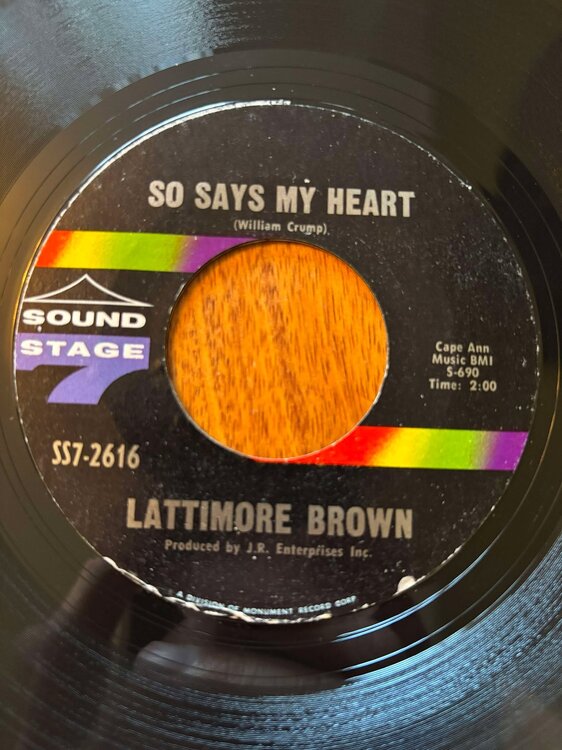 SO SAYS MY HEART
(William Crump)
SOUND
STAGE
7
Cape Ann
Music BMI
S-690
Time: 2:00
SS7-2616
LATTIMORE BROWN
Produced by J.R. Enterprises Inc.
A DIVISION OF MONUMENT RECORD CORP